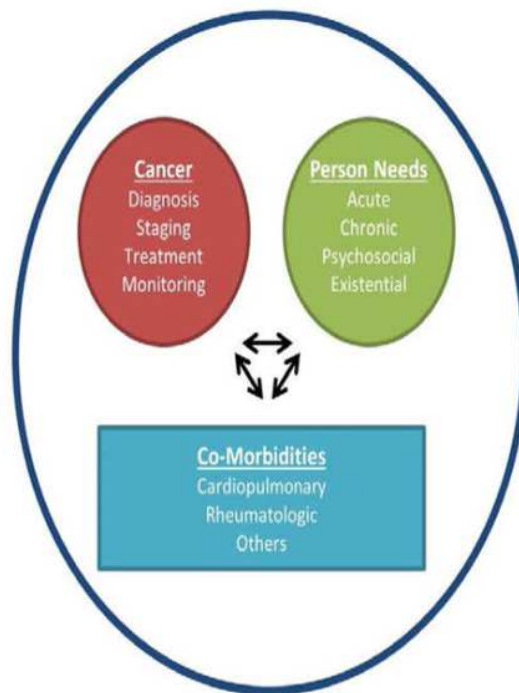 Cancer
Diagnosis
Staging
Treatment
Monitoring
Person Needs
Acute
Chronic
Psychosocial
Existential
Co-Morbidities
Cardiopulmonary
Rheumatologic
Others